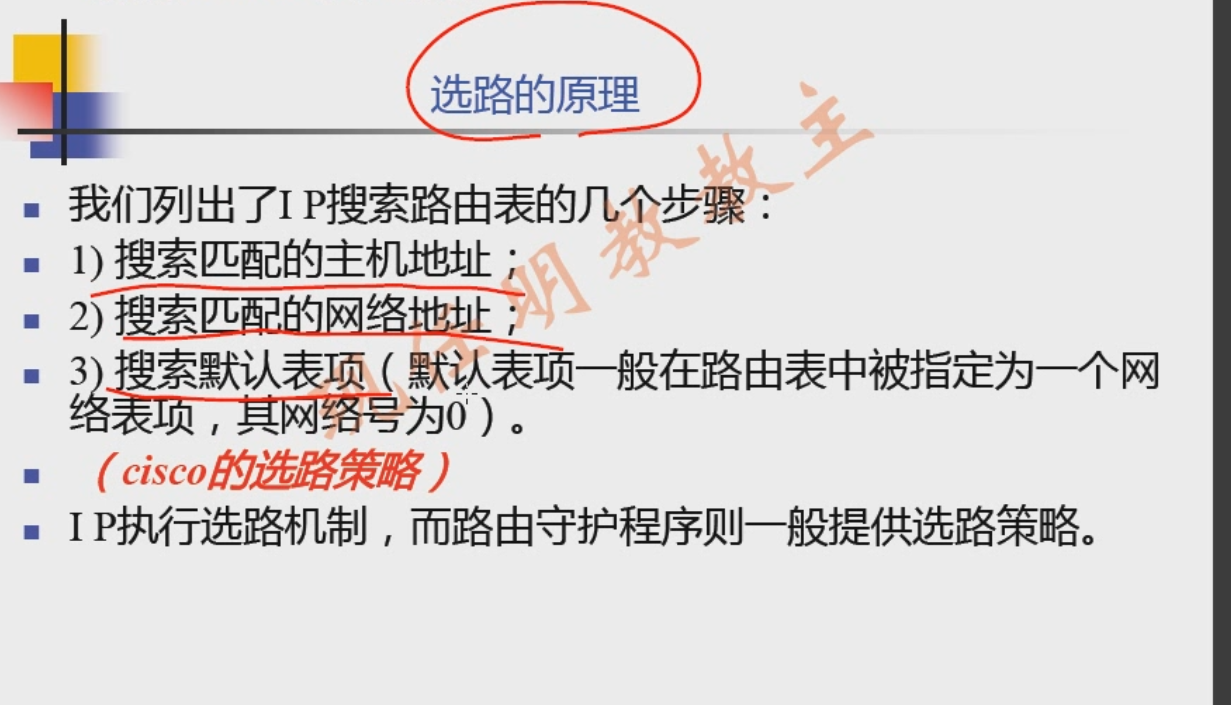 选路的原理
我们列出了I P搜索路由表的几个步骤：
1) 搜索匹配的主机地址；
2) 搜索匹配的网络地址；
3) 搜索默认表项（默认表项一般在路由表中被指定为一个网
络表项，其网络号为0）。
（cisco的选路策略）
I P执行选路机制，而路由守护程序则一般提供选路策略。
现任明教教主